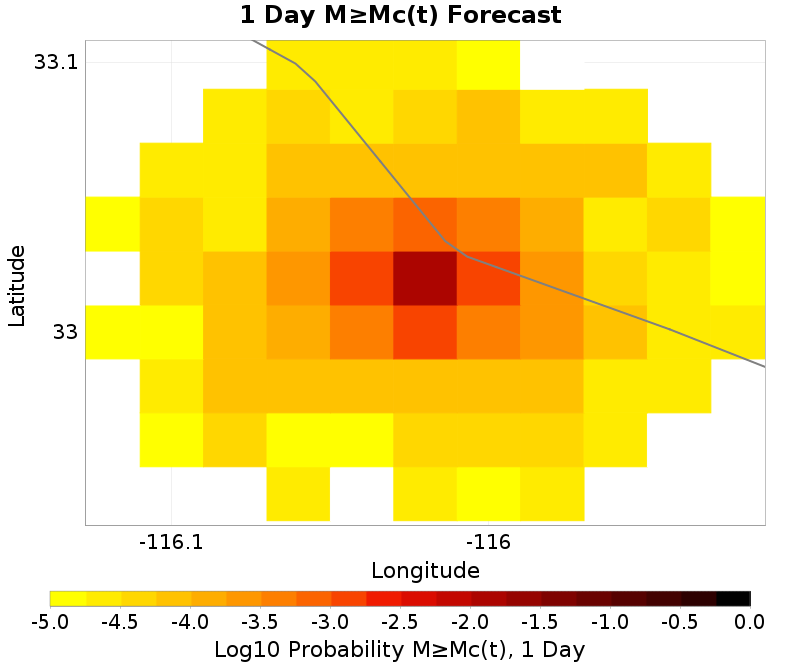 1 Day M≥Mc(t) Forecast
33.1
33
Latitude
-116.1 -116
Longitude
-5.0 -4.5 -4.0 -3.5 -3.0 -2.5 -2.0 -1.5 -1.0 -0.5 0.0
Log10 Probability M≥Mc(t), 1 Day